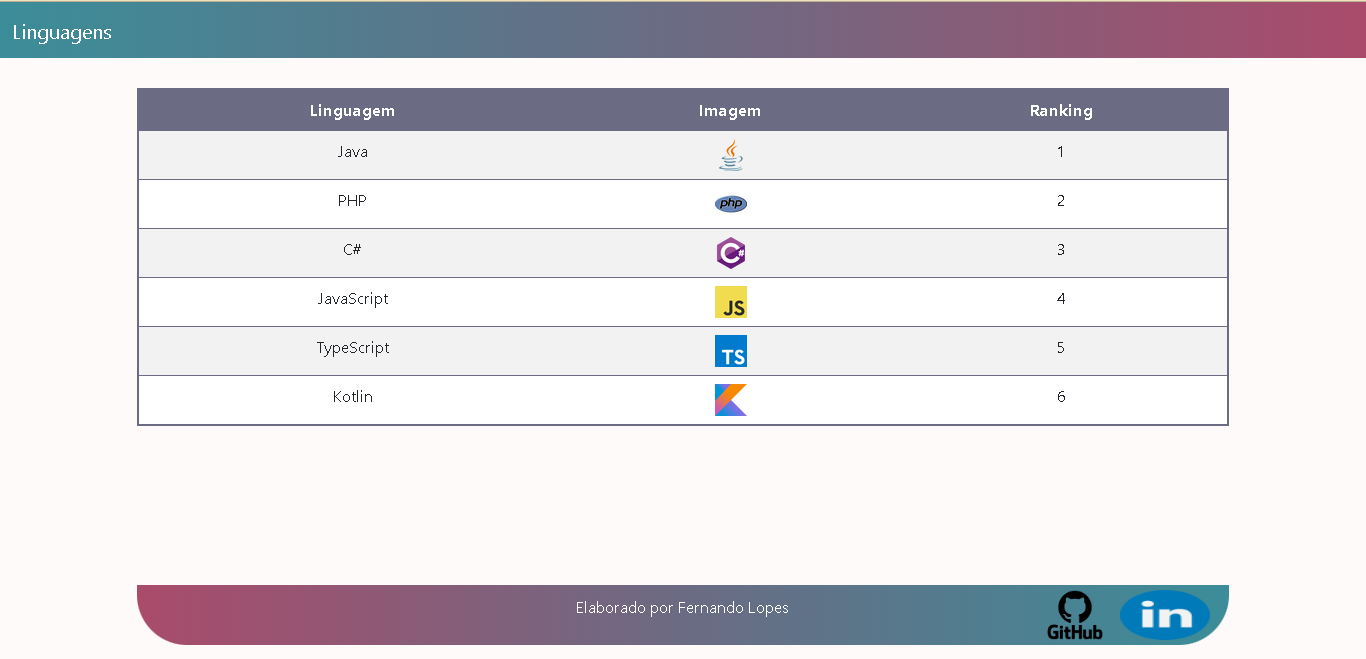 Linguagens
Linguagem Imagem Ranking
Java 1
PHP php 2
C# C# 3
JavaScript JS 4
TypeScript TS 5
Kotlin 6
Elaborado por Fernando Lopes
GitHub in